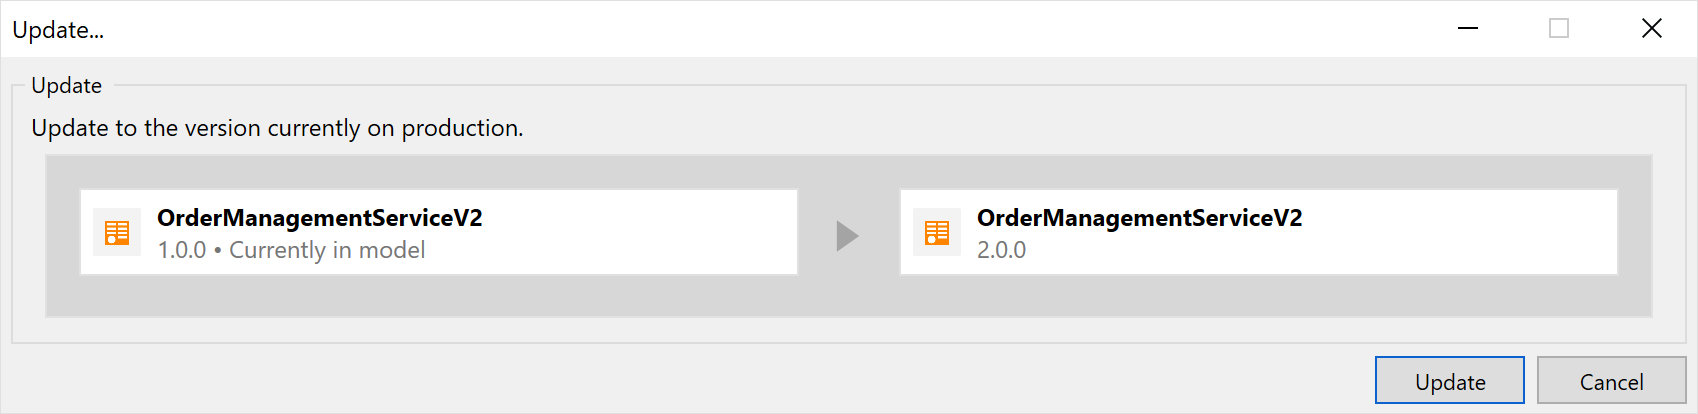 Update...
Update
Update to the version currently on production.
OrderManagementServiceV2
1.0.0 • Currently in model
OrderManagementServiceV2
2.0.0
Update
Cancel